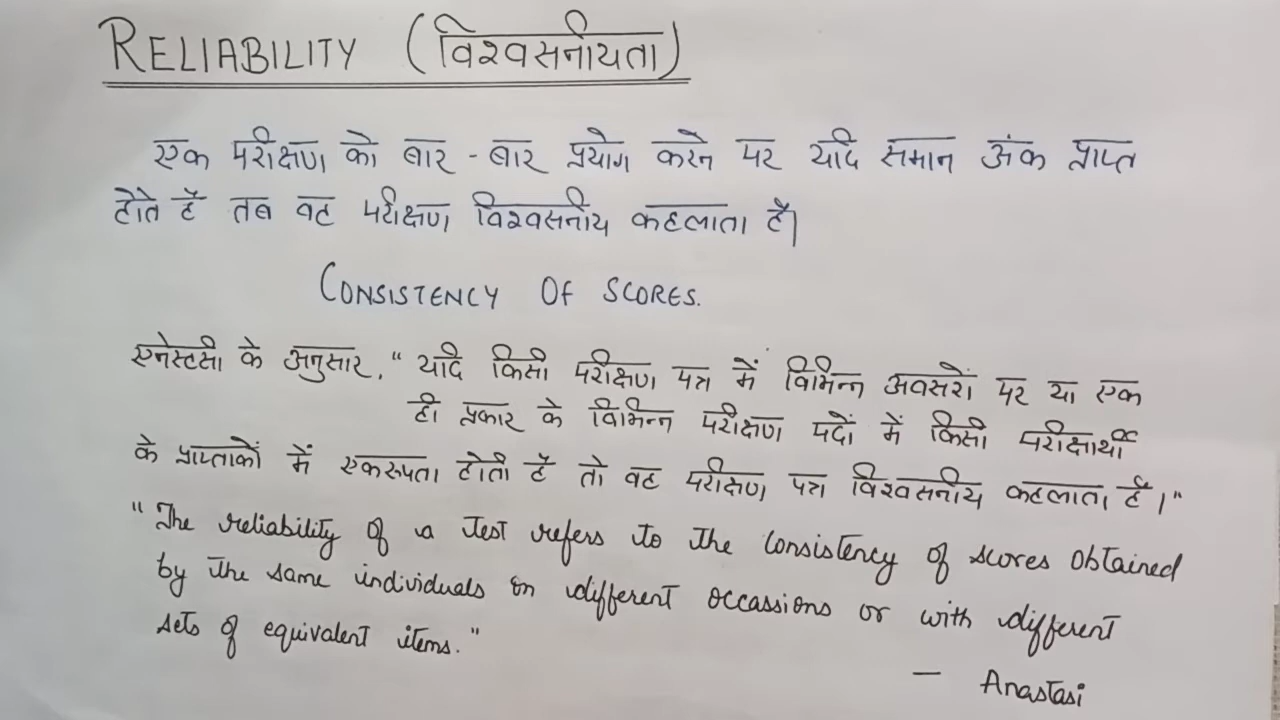 RELIABILITY (विश्वसनीयता)
एक परीक्षण को बार - बार प्रयोग करने पर यदि समान अंक प्राप्त
होते हैं तब वह परीक्षण विश्वसनीय कहलाता है।
CONSISTENCY OF SCORES.
एनेस्टसी के अनुसार, "यदि किसी परीक्षण पत्र में विभिन्न अवसरों पर या एक
ही प्रकार के विभिन्न परीक्षण पदों में किसी परीक्षार्थी
के प्राप्तांकों में एकरूपता होती है तो वह परीक्षण पत्र विश्वसनीय कहलाता है।"
"The reliability of a test refers to the consistency of scores obtained
by the same individuals on different occassions or with different
sets of equivalent items."
— Anastasi